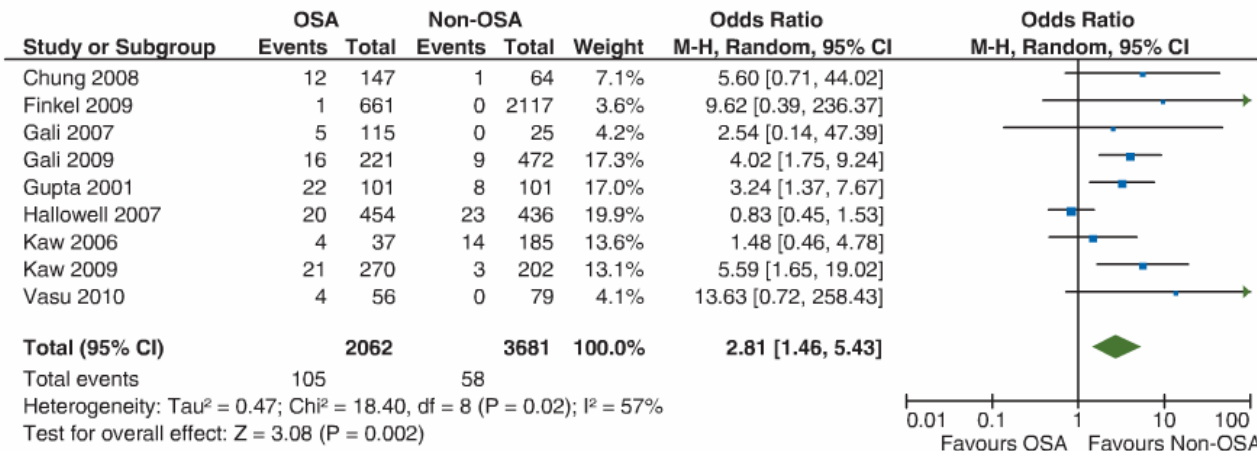 OSA Non-OSA Odds Ratio Odds Ratio
Study or Subgroup Events Total Events Total Weight M-H, Random, 95% CI M-H, Random, 95% CI
Chung 2008 12 147 1 64 7.1% 5.60 [0.71, 44.02]
Finkel 2009 1 661 0 2117 3.6% 9.62 [0.39, 236.37]
Gali 2007 5 115 0 25 4.2% 2.54 [0.14, 47.39]
Gali 2009 16 221 9 472 17.3% 4.02 [1.75, 9.24]
Gupta 2001 22 101 8 101 17.0% 3.24 [1.37, 7.67]
Hallowell 2007 20 454 23 436 19.9% 0.83 [0.45, 1.53]
Kaw 2006 4 37 14 185 13.6% 1.48 [0.46, 4.78]
Kaw 2009 21 270 3 202 13.1% 5.59 [1.65, 19.02]
Vasu 2010 4 56 0 79 4.1% 13.63 [0.72, 258.43]
Total (95% CI) 2062 3681 100.0% 2.81 [1.46, 5.43]
Total events 105 58
Heterogeneity: Tau² = 0.47; Chi² = 18.40, df = 8 (P = 0.02); I² = 57%
Test for overall effect: Z = 3.08 (P = 0.002)
0.01 0.1 1 10 100
Favours OSA Favours Non-OSA